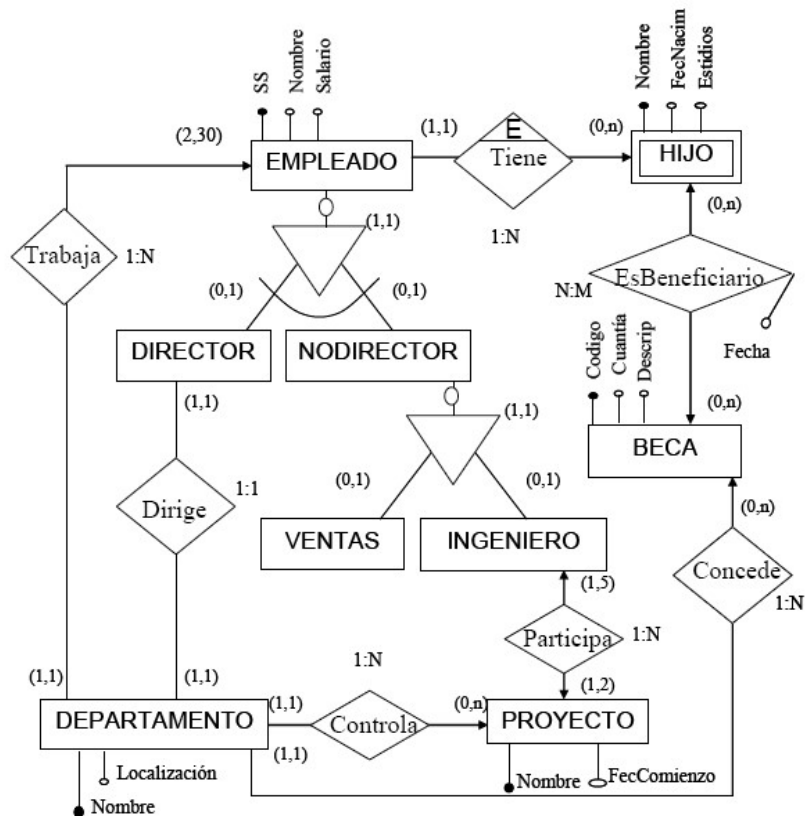 SS
Nombre
Salario
Nombre
FecNacim
Estidios
(2,30)
EMPLEADO
(1,1)
E
Tiene
(0,n)
HIJO
1:N
(1,1)
(0,n)
Trabaja
1:N
(0,1)
(0,1)
N:M
EsBeneficiario
Fecha
DIRECTOR
NODIRECTOR
Codigo
Cuantía
Descrip
(1,1)
(1,1)
(0,n)
BECA
(0,1)
(0,1)
Dirige
1:1
(0,n)
VENTAS
INGENIERO
Concede
1:N
(1,5)
Participa
1:N
1:N
(1,1)
(1,1)
(1,1)
(0,n)
(1,2)
DEPARTAMENTO
Controla
PROYECTO
(1,1)
Localización
Nombre
Nombre
FecComienzo